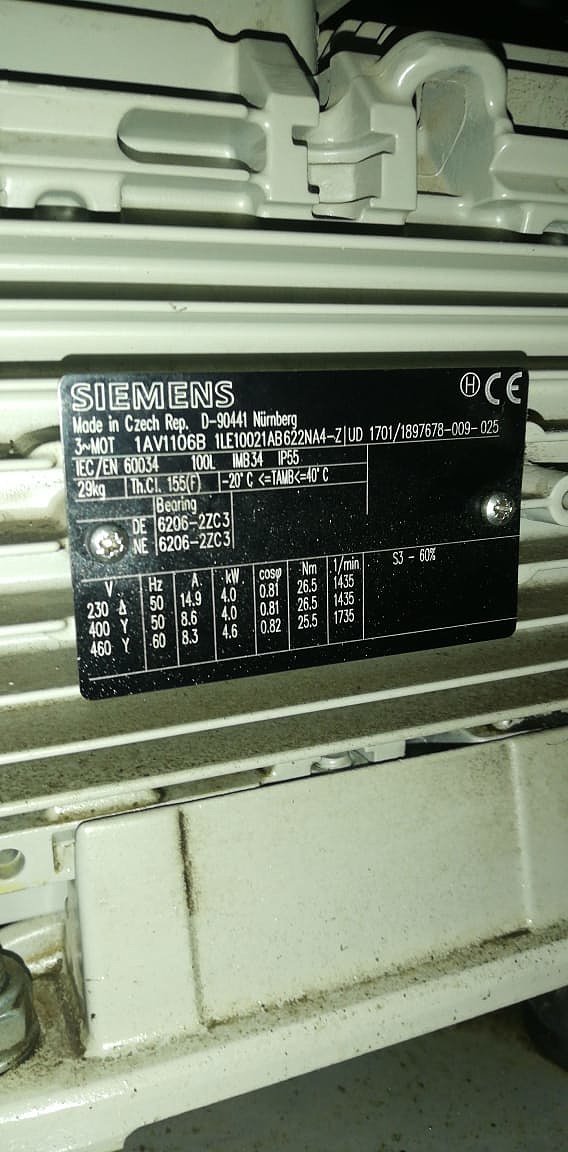 SIEMENS
H CE
Made in Czech Rep. D-90441 Nürnberg
3~MOT 1AV1106B 1LE10021AB622NA4-Z UD 1701/1897678-009-025
IEC/EN 60034 100L IMB34 IP55
29kg Th.Cl. 155(F) -20°C <=TAMB<=40°C
Bearing
DE 6206-2ZC3
NE 6206-2ZC3
V Hz A kW cosφ Nm 1/min S3 - 60%
230 Δ 50 14.9 4.0 0.81 26.5 1435
400 Y 50 8.6 4.0 0.81 26.5 1435
460 Y 60 8.3 4.6 0.82 25.5 1735